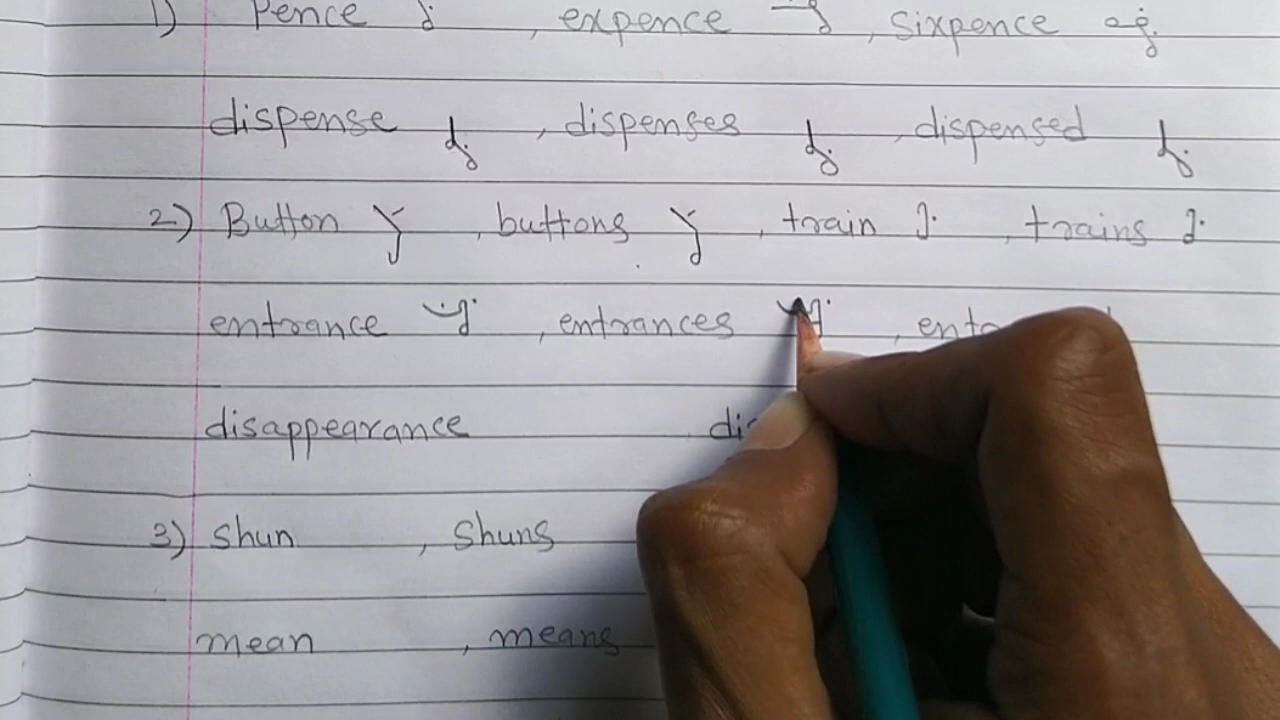 1) Pence , expence , Sixpence
dispense , dispenses , dispensed
2) Button , buttons , train , trains
entrance , entrances ,
disappearance
3) Shun , Shuns
mean , means